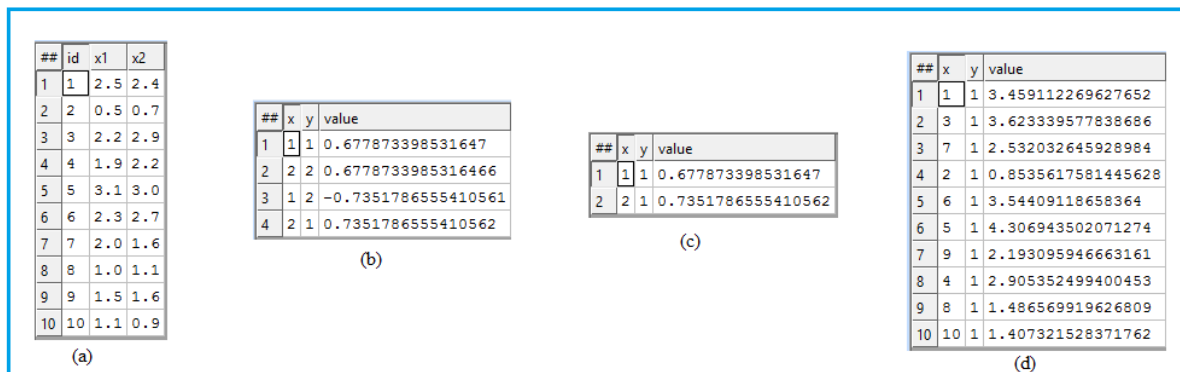 ## id x1 x2
1 1 2.5 2.4
2 2 0.5 0.7
3 3 2.2 2.9
4 4 1.9 2.2
5 5 3.1 3.0
6 6 2.3 2.7
7 7 2.0 1.6
8 8 1.0 1.1
9 9 1.5 1.6
10 10 1.1 0.9
(a)
## x y value
1 1 1 0.677873398531647
2 2 2 0.6778733985316466
3 1 2 -0.7351786555410561
4 2 1 0.7351786555410562
(b)
## x y value
1 1 1 0.677873398531647
2 2 1 0.7351786555410562
(c)
## x y value
1 1 1 3.459112269627652
2 3 1 3.623339577838686
3 7 1 2.532032645928984
4 2 1 0.8535617581445628
5 6 1 3.54409118658364
6 5 1 4.306943502071274
7 9 1 2.193095946663161
8 4 1 2.905352499400453
9 8 1 1.486569919626809
10 10 1 1.407321528371762
(d)